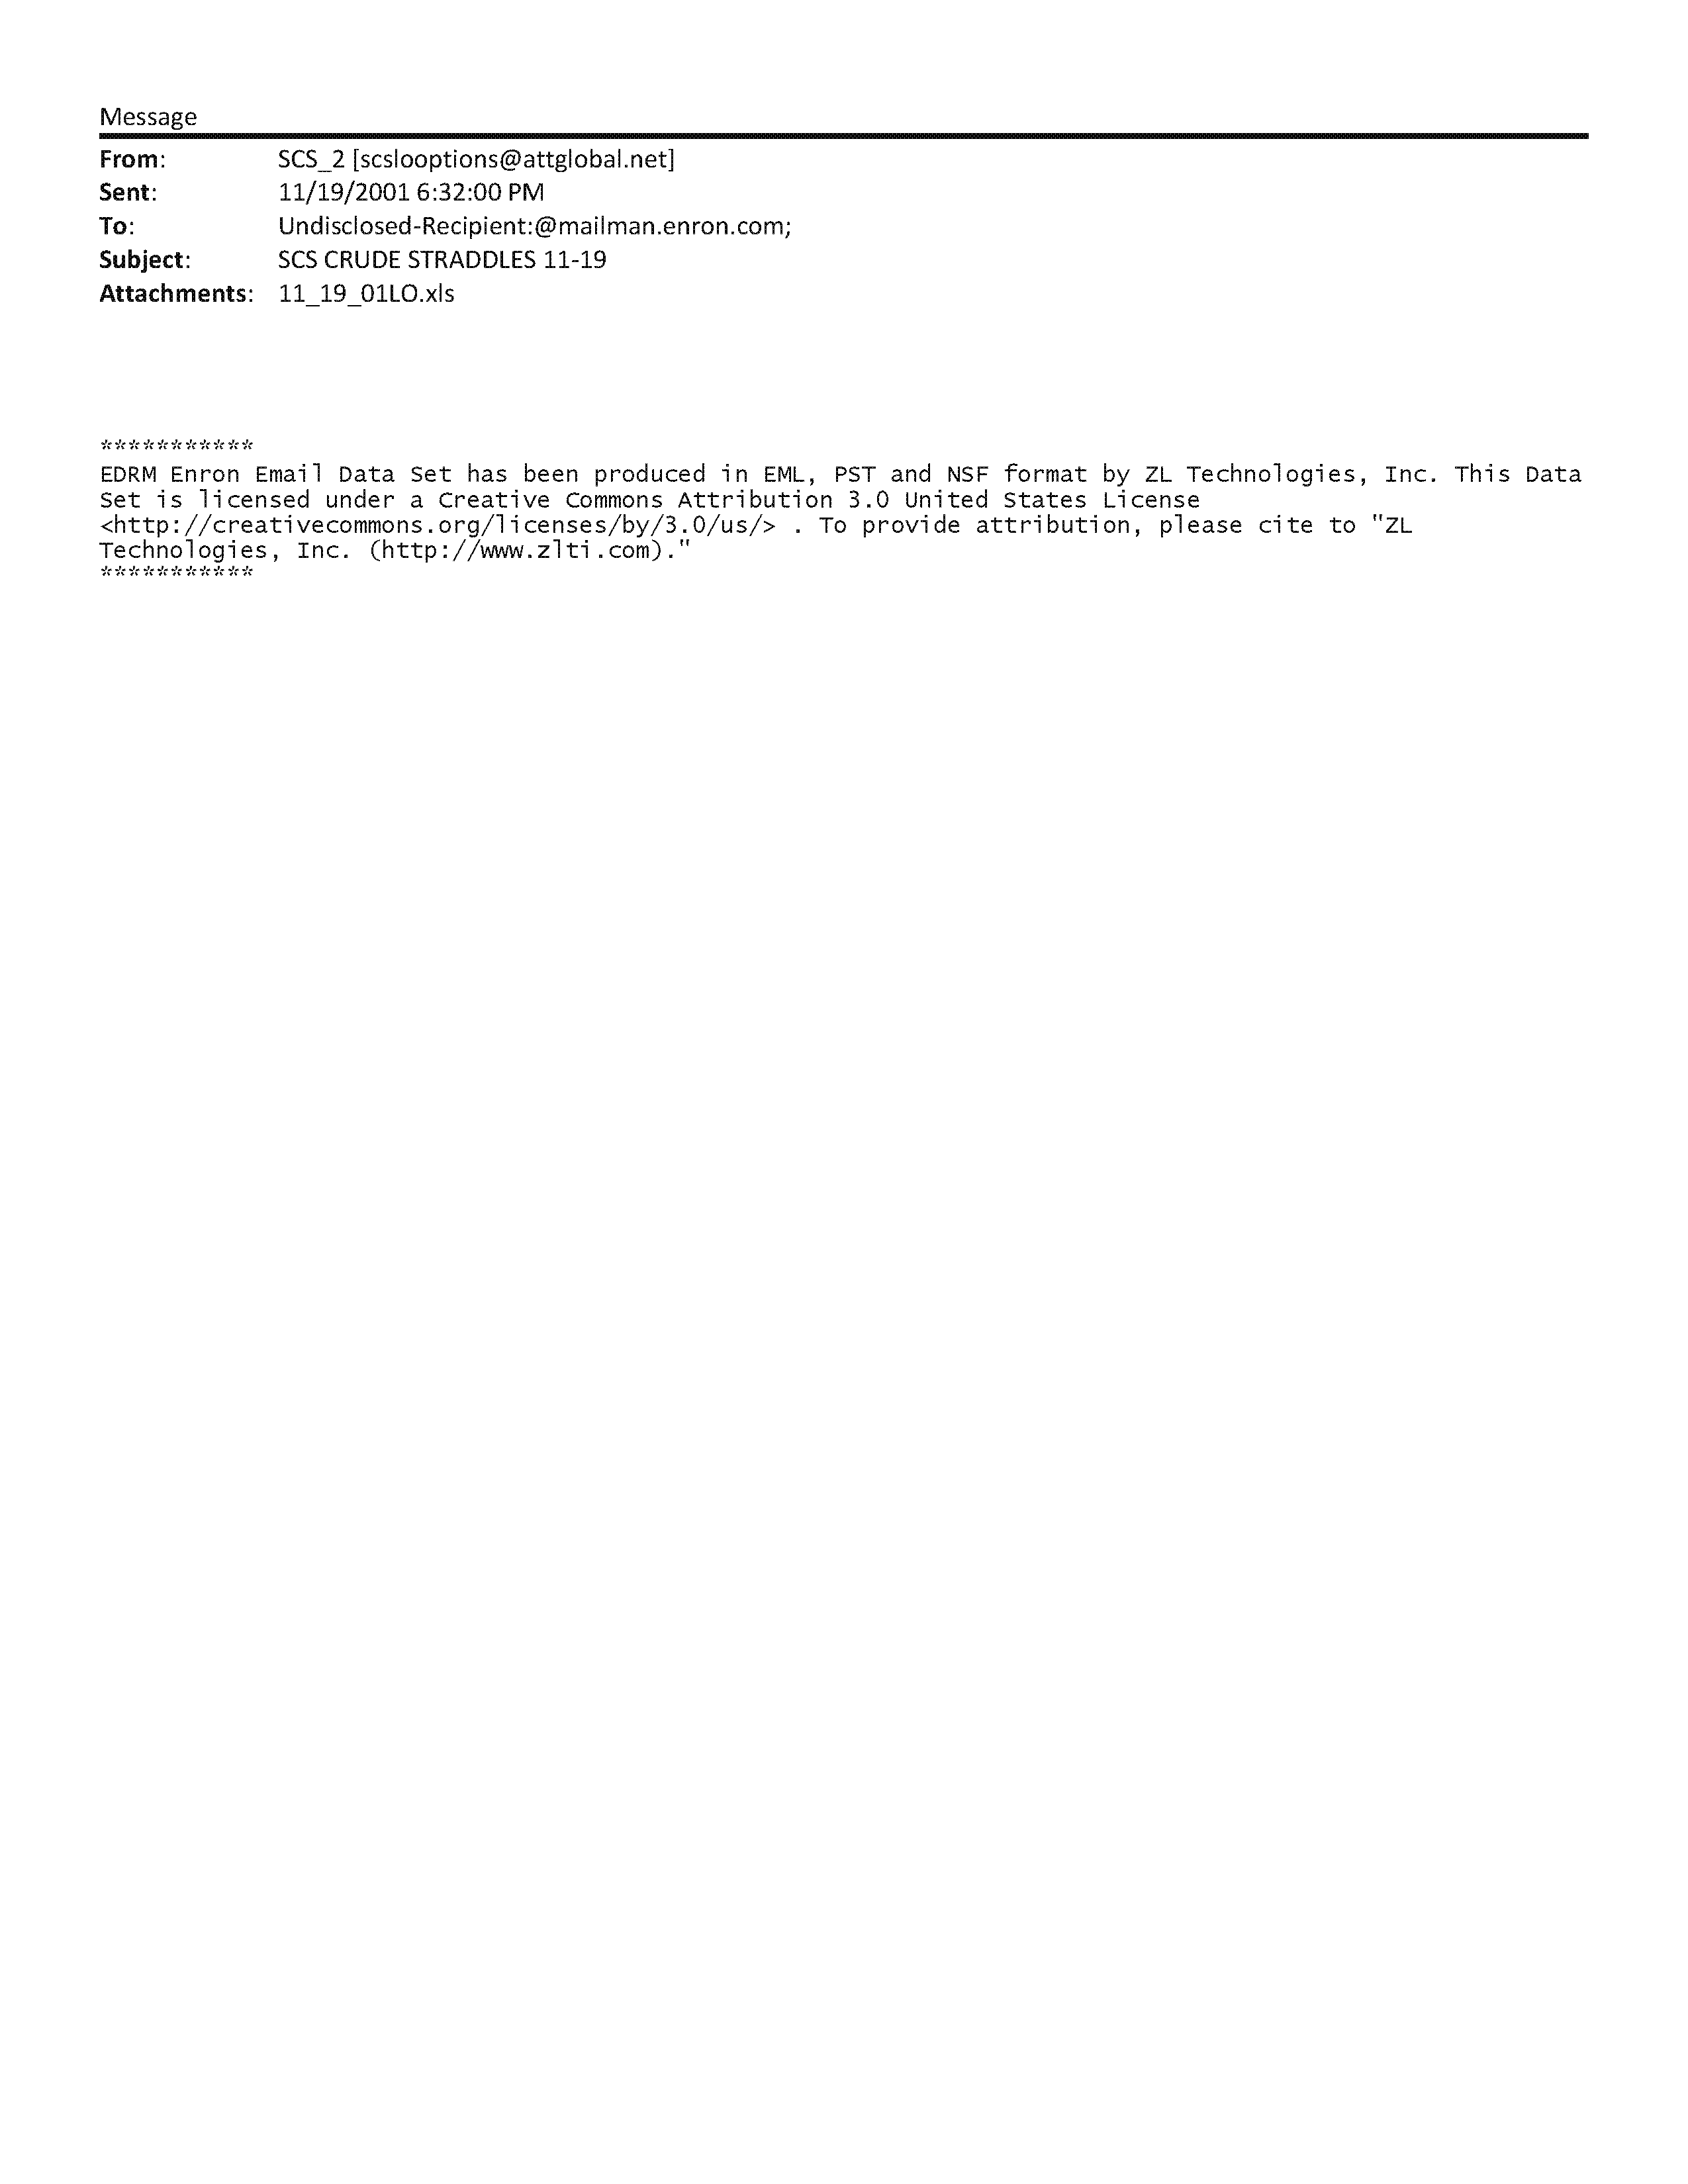 Message
From: SCS_2 [scslooptions@attglobal.net]
Sent: 11/19/2001 6:32:00 PM
To: Undisclosed-Recipient:@mailman.enron.com;
Subject: SCS CRUDE STRADDLES 11-19
Attachments: 11_19_01LO.xls
***********
EDRM Enron Email Data Set has been produced in EML, PST and NSF format by ZL Technologies, Inc. This Data
Set is licensed under a Creative Commons Attribution 3.0 United States License
<http://creativecommons.org/licenses/by/3.0/us/> . To provide attribution, please cite to "ZL
Technologies, Inc. (http://www.zlti.com)."
***********